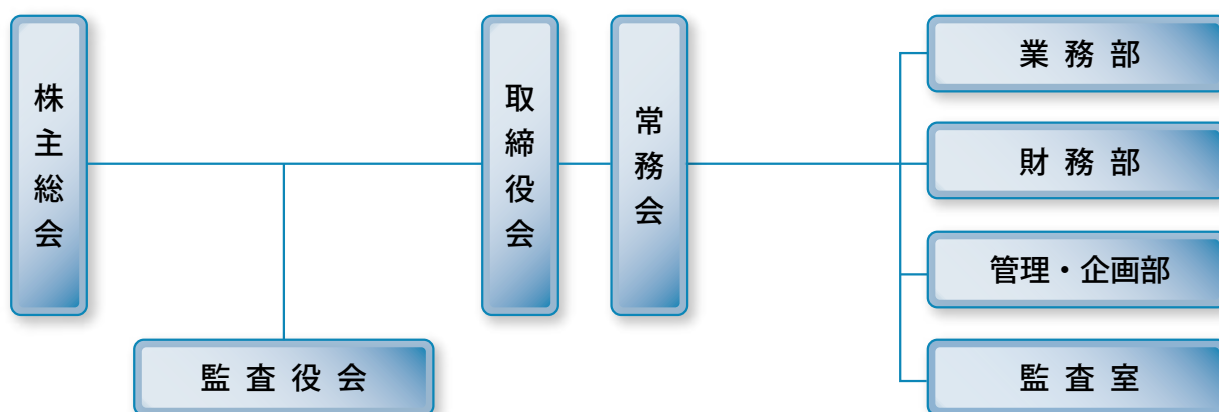 株主総会
取締役会
常務会
業務部
財務部
管理・企画部
監査室
監査役会